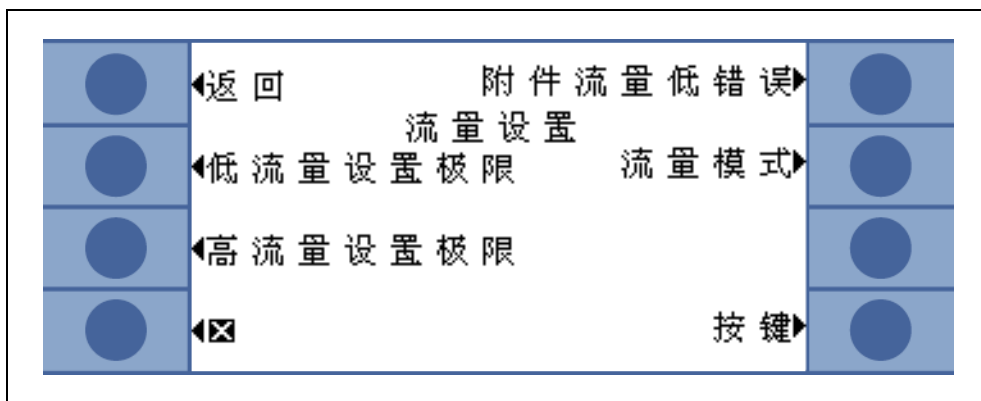 返回 附件流量低错误
流量设置
低流量设置极限 流量模式
高流量设置极限
按键